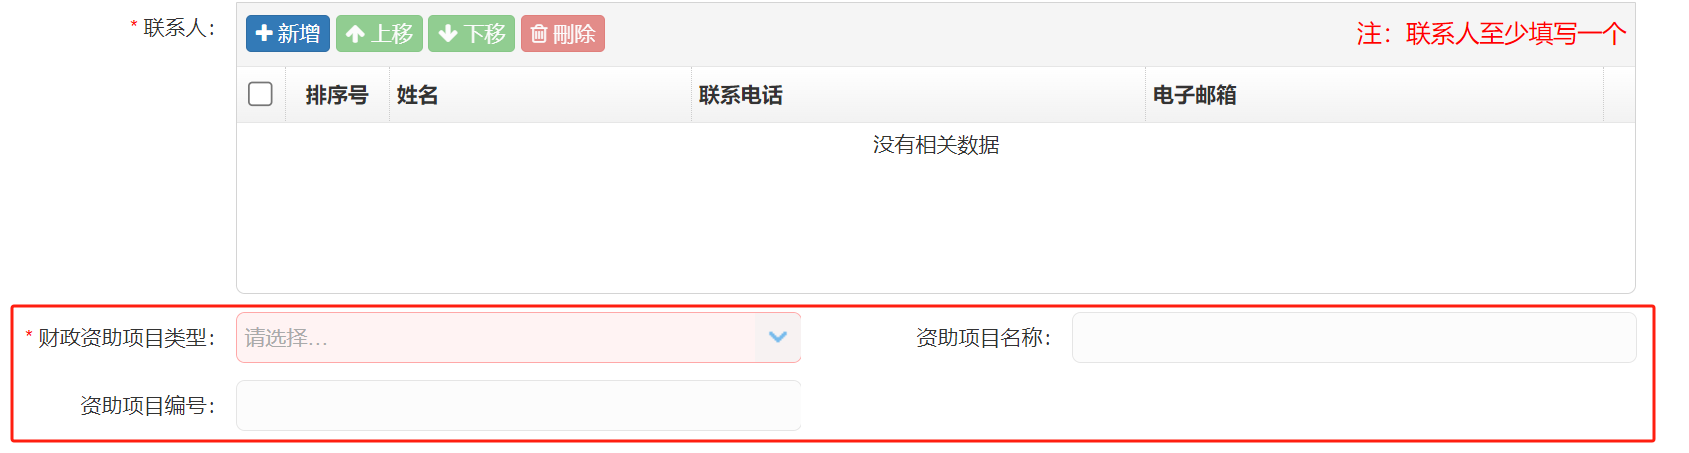 * 联系人：
新增 上移 下移 刪除 注：联系人至少填写一个
排序号 姓名 联系电话 电子邮箱
没有相关数据
* 财政资助项目类型： 请选择... 资助项目名称：
资助项目编号：